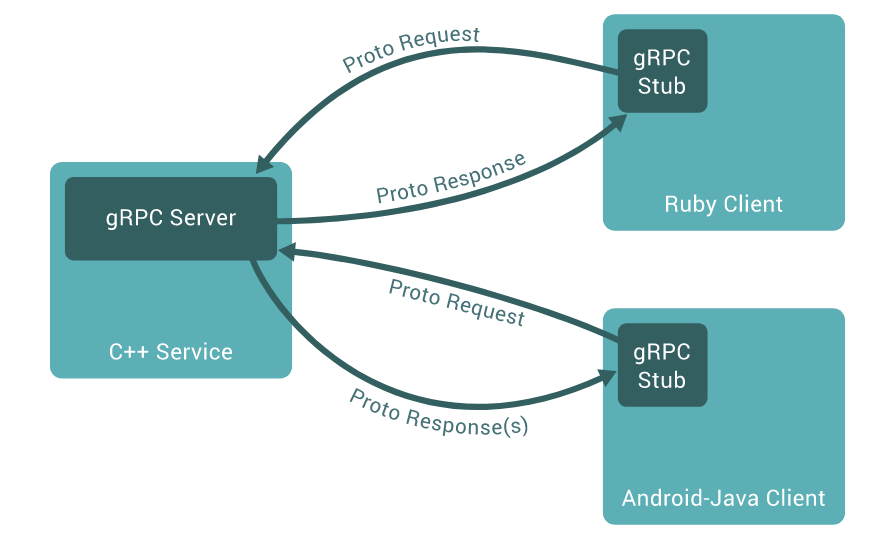 Proto Request
gRPC
Stub
Proto Response
Ruby Client
gRPC Server
C++ Service
Proto Request
gRPC
Stub
Proto Response(s)
Android-Java Client